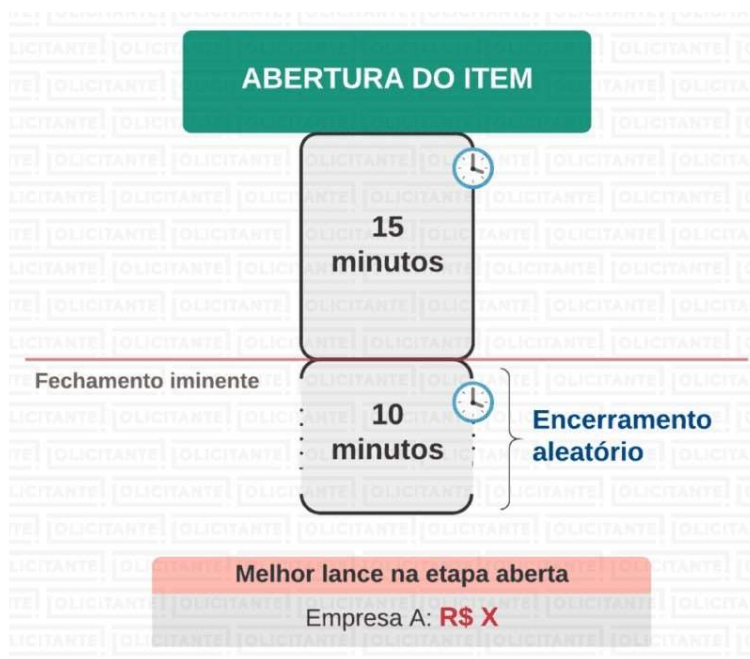 ABERTURA DO ITEM
15
minutos
Fechamento iminente
10
minutos
Encerramento
aleatório
Melhor lance na etapa aberta
Empresa A: R$ X